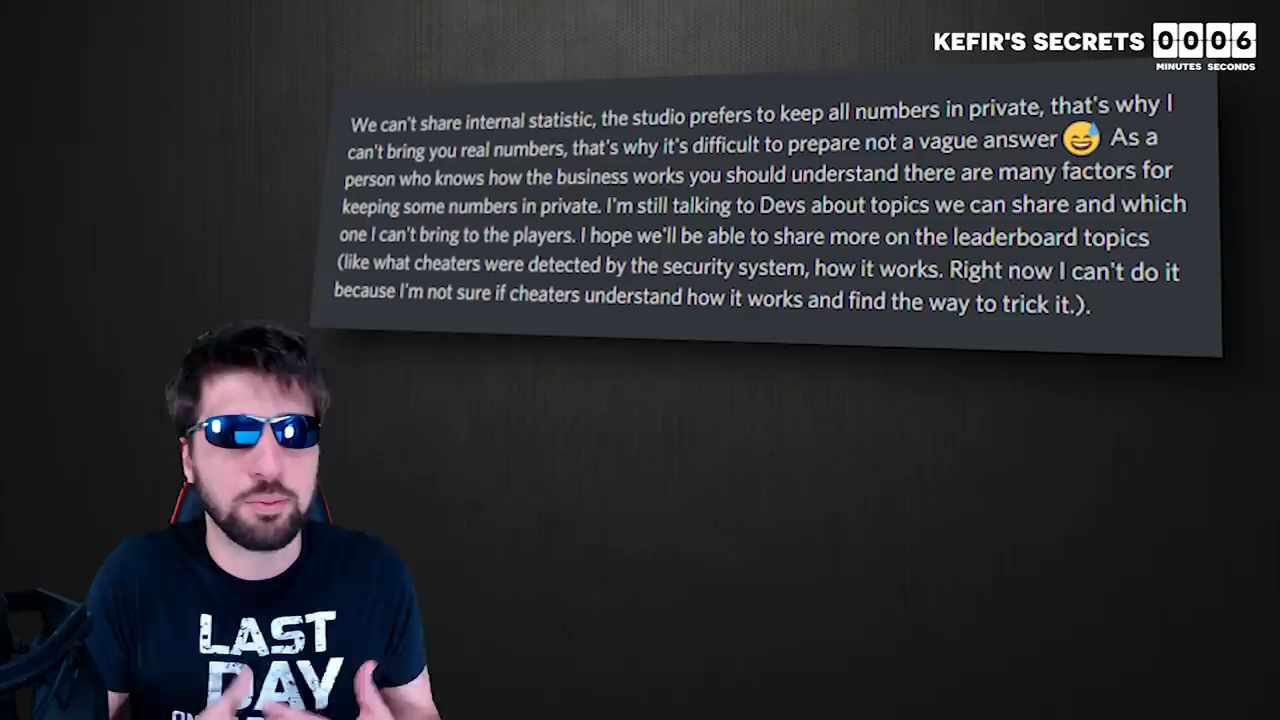 KEFIR'S SECRETS 0006
MINUTES SECONDS
We can't share internal statistic, the studio prefers to keep all numbers in private, that's why I
can't bring you real numbers, that's why it's difficult to prepare not a vague answer 😅 As a
person who knows how the business works you should understand there are many factors for
keeping some numbers in private. I'm still talking to Devs about topics we can share and which
one I can't bring to the players. I hope we'll be able to share more on the leaderboard topics
(like what cheaters were detected by the security system, how it works. Right now I can't do it
because I'm not sure if cheaters understand how it works and find the way to trick it.).
LAST
DAY